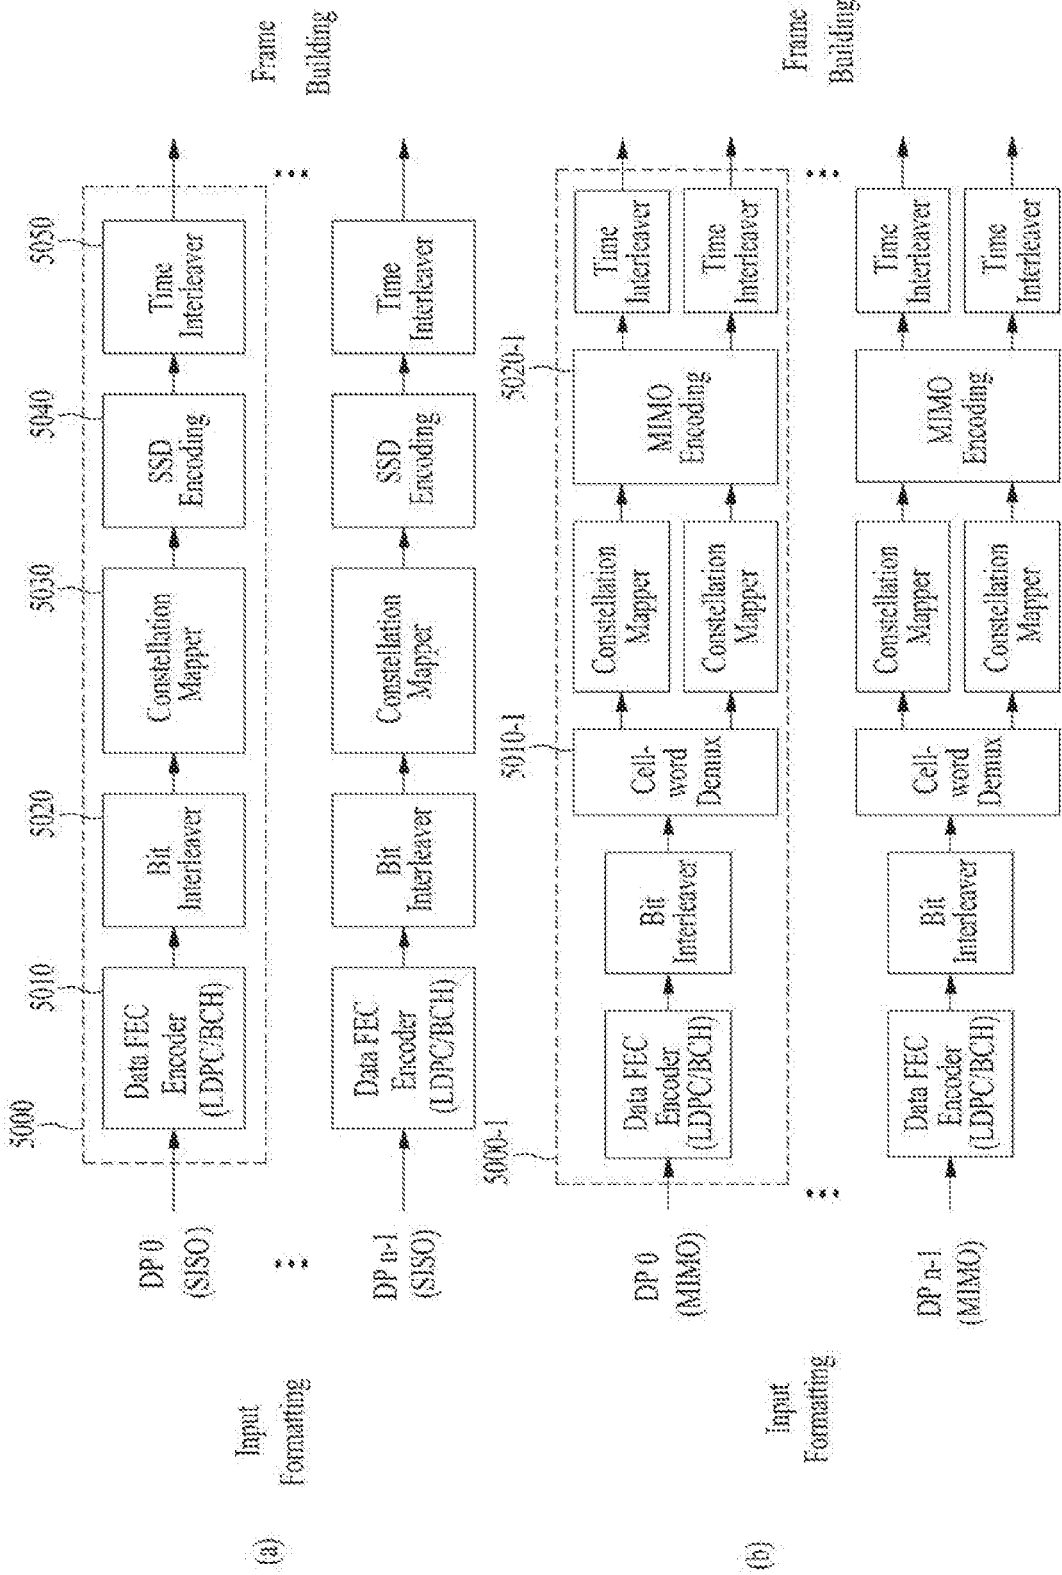 (a)
Input
Formatting
Frame
Building
5000
5010
5020
5030
5040
5050
DP 0
(SISO)
Data FEC
Encoder
(LDPC/BCH)
Bit
Interleaver
Constellation
Mapper
SSD
Encoding
Time
Interleaver
DP n-1
(SISO)
Data FEC
Encoder
(LDPC/BCH)
Bit
Interleaver
Constellation
Mapper
SSD
Encoding
Time
Interleaver
(b)
Input
Formatting
Frame
Building
5000-1
5010-1
5020-1
DP 0
(MIMO)
Data FEC
Encoder
(LDPC/BCH)
Bit
Interleaver
Cell-
word
Demux
Constellation
Mapper
Constellation
Mapper
MIMO
Encoding
Time
Interleaver
Time
Interleaver
DP n-1
(MIMO)
Data FEC
Encoder
(LDPC/BCH)
Bit
Interleaver
Cell-
word
Demux
Constellation
Mapper
Constellation
Mapper
MIMO
Encoding
Time
Interleaver
Time
Interleaver